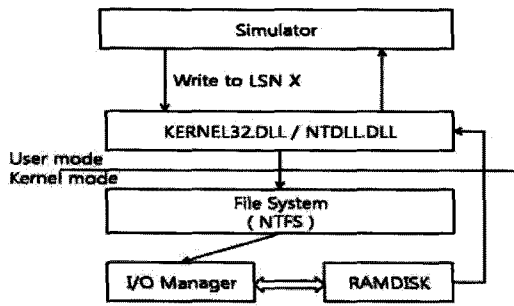 Simulator
Write to LSN X
KERNEL32.DLL / NTDLL.DLL
User mode
Kernel mode
File System
( NTFS )
I/O Manager
RAMDISK